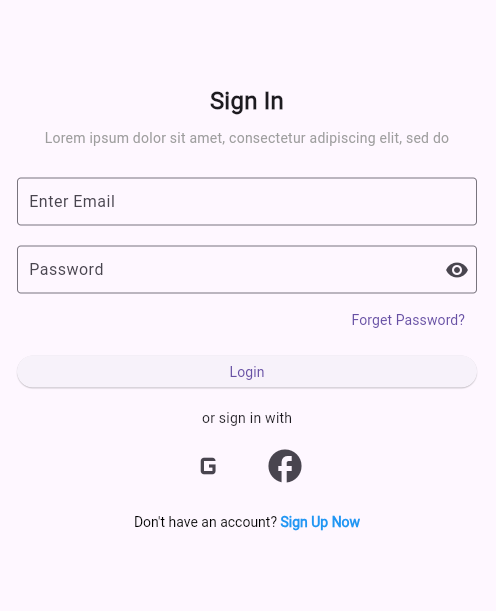 Sign In
Lorem ipsum dolor sit amet, consectetur adipiscing elit, sed do
Enter Email
Password
Forget Password?
Login
or sign in with
G
Don't have an account? Sign Up Now